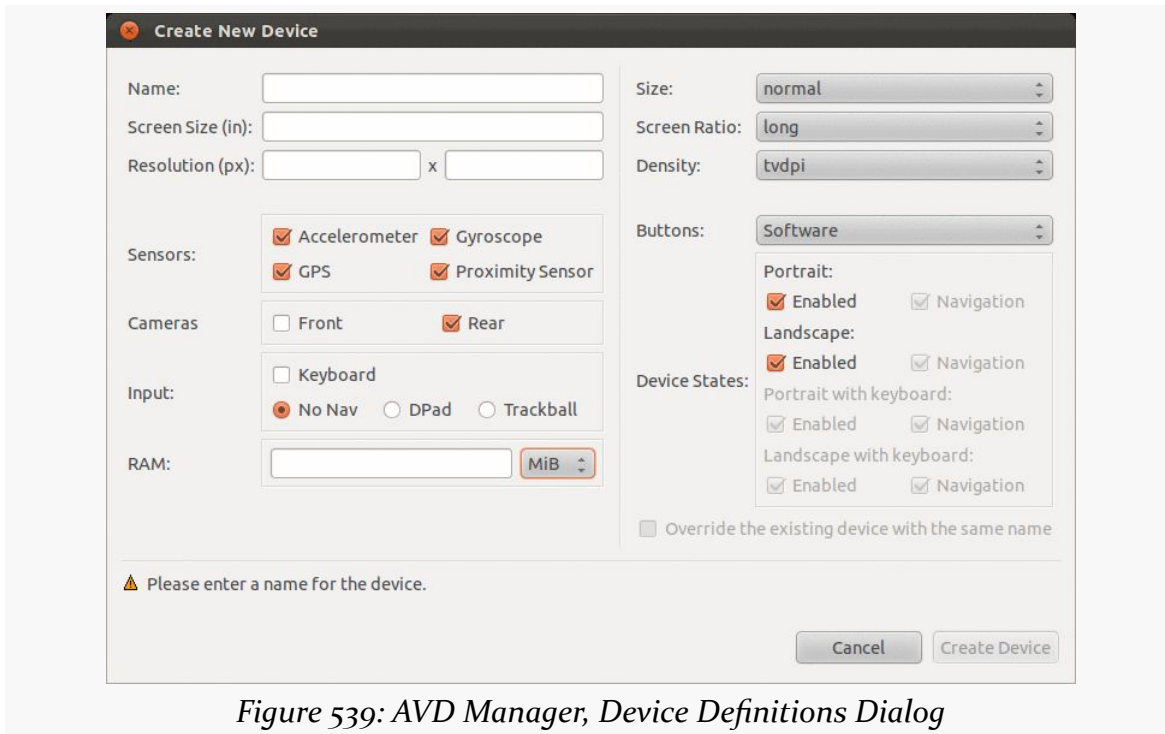 Create New Device
Name:
Screen Size (in):
Resolution (px): x
Sensors:
Accelerometer Gyroscope
GPS Proximity Sensor
Cameras
Front Rear
Input:
Keyboard
No Nav DPad Trackball
RAM:
MiB
Size: normal
Screen Ratio: long
Density: tvdpi
Buttons: Software
Device States:
Portrait:
Enabled Navigation
Landscape:
Enabled Navigation
Portrait with keyboard:
Enabled Navigation
Landscape with keyboard:
Enabled Navigation
Override the existing device with the same name
Please enter a name for the device.
Cancel Create Device
Figure 539: AVD Manager, Device Definitions Dialog